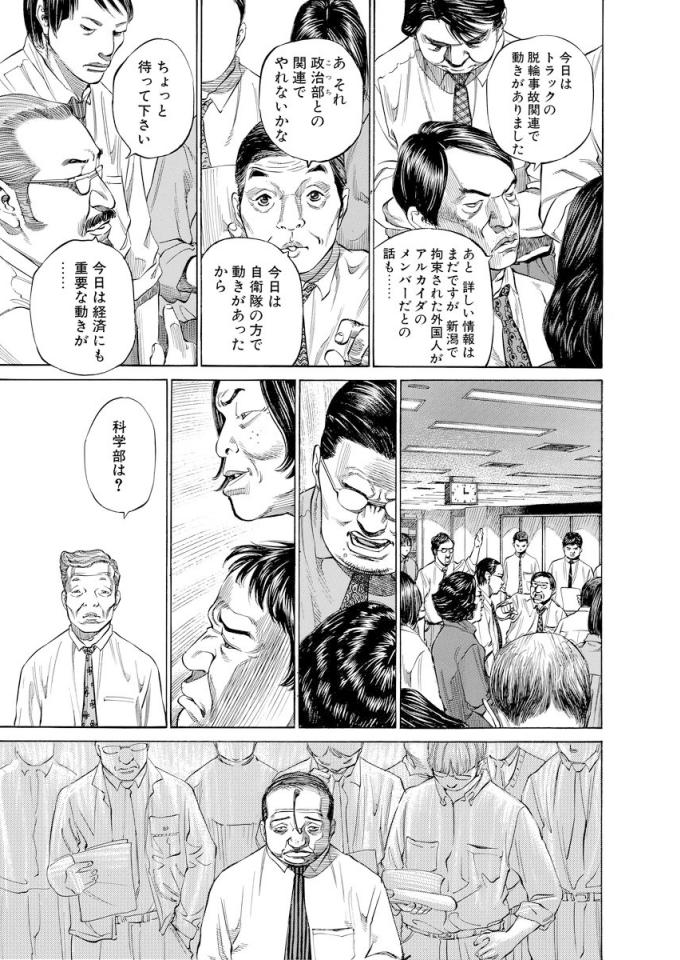 今日は
トラックの
脱輪事故関連で
動きがありました
あと 詳しい情報は
まだですが 新潟で
拘束された外国人が
アルカイダの
メンバーだとの
話も……
あ それ
政治部との
こっち
関連で
やれないかな
今日は
自衛隊の方で
動きがあった
から
ちょっと
待って下さい
今日は経済にも
重要な動きが
……
科学部は?